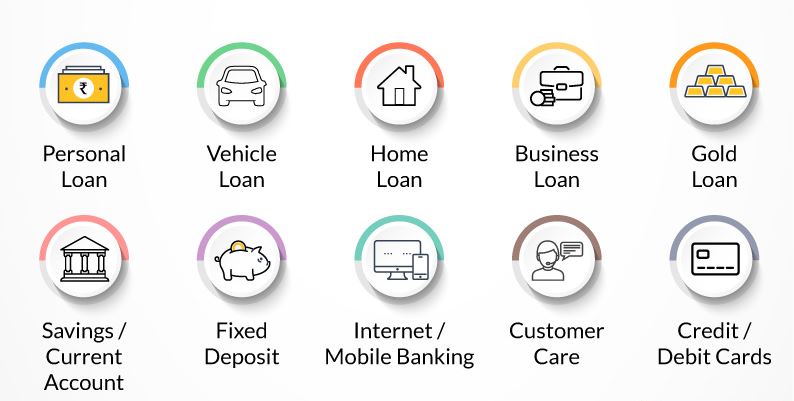 ₹
Personal
Loan
Vehicle
Loan
Home
Loan
Business
Loan
Gold
Loan
Savings /
Current
Account
Fixed
Deposit
Internet /
Mobile Banking
Customer
Care
Credit /
Debit Cards